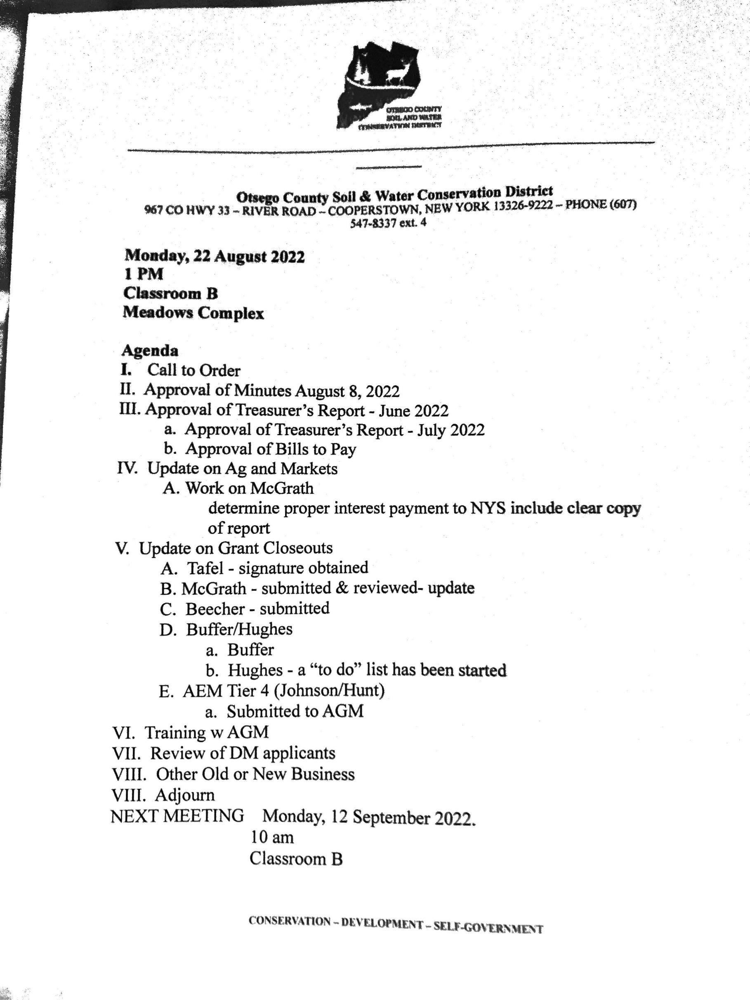 OTSEGO COUNTY
SOIL AND WATER
CONSERVATION DISTRICT
Otsego County Soil & Water Conservation District
967 CO HWY 33 – RIVER ROAD – COOPERSTOWN, NEW YORK 13326-9222 – PHONE (607)
547-8337 ext. 4
Monday, 22 August 2022
1 PM
Classroom B
Meadows Complex
Agenda
I. Call to Order
II. Approval of Minutes August 8, 2022
III. Approval of Treasurer’s Report - June 2022
a. Approval of Treasurer’s Report - July 2022
b. Approval of Bills to Pay
IV. Update on Ag and Markets
A. Work on McGrath
determine proper interest payment to NYS include clear copy
of report
V. Update on Grant Closeouts
A. Tafel - signature obtained
B. McGrath - submitted & reviewed- update
C. Beecher - submitted
D. Buffer/Hughes
a. Buffer
b. Hughes - a “to do” list has been started
E. AEM Tier 4 (Johnson/Hunt)
a. Submitted to AGM
VI. Training w AGM
VII. Review of DM applicants
VIII. Other Old or New Business
VIII. Adjourn
NEXT MEETING Monday, 12 September 2022.
10 am
Classroom B
CONSERVATION – DEVELOPMENT – SELF-GOVERNMENT